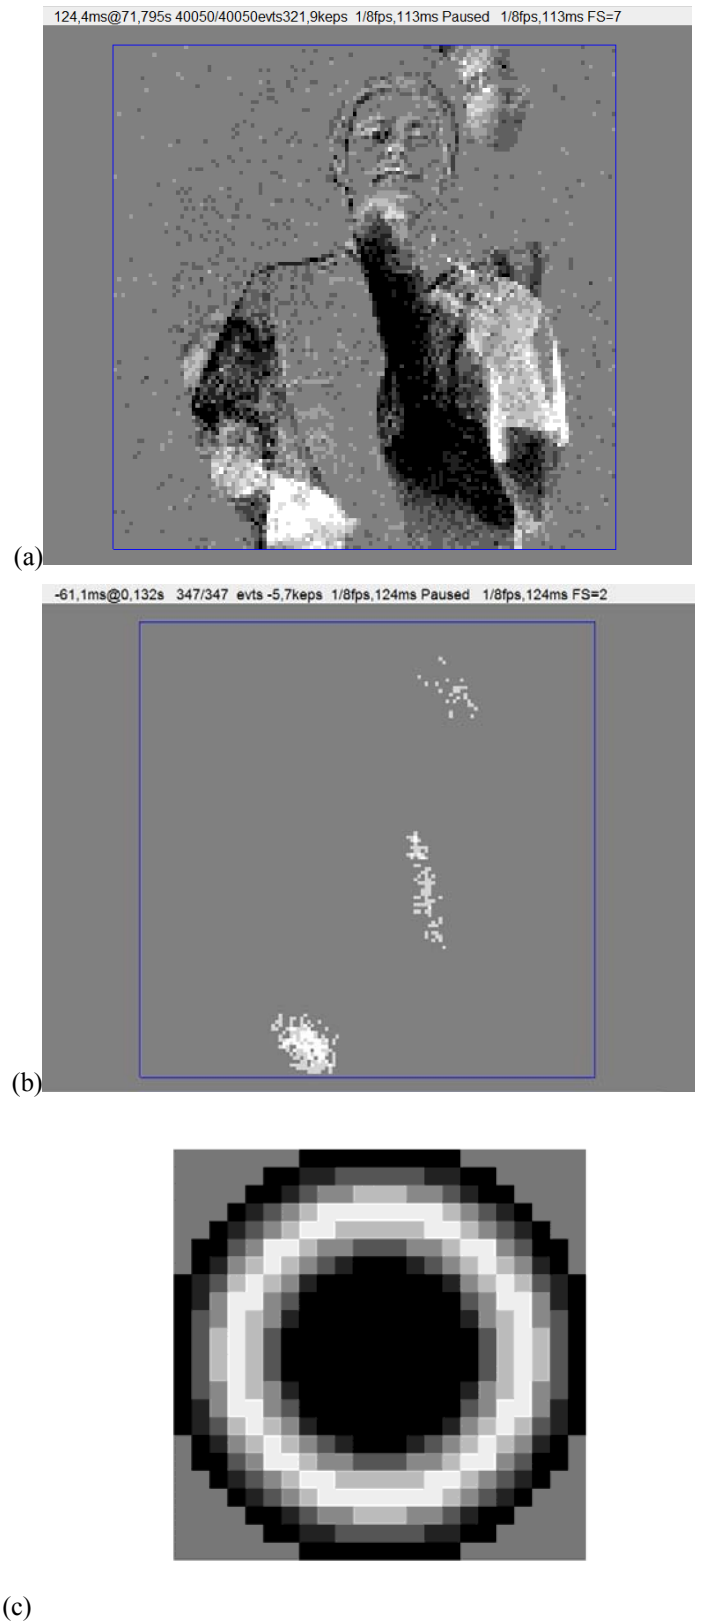 124,4ms@71,795s 40050/40050evts321,9keps 1/8fps,113ms Paused 1/8fps,113ms FS=7
(a)
-61,1ms@0,132s 347/347 evts -5,7keps 1/8fps,124ms Paused 1/8fps,124ms FS=2
(b)
(c)